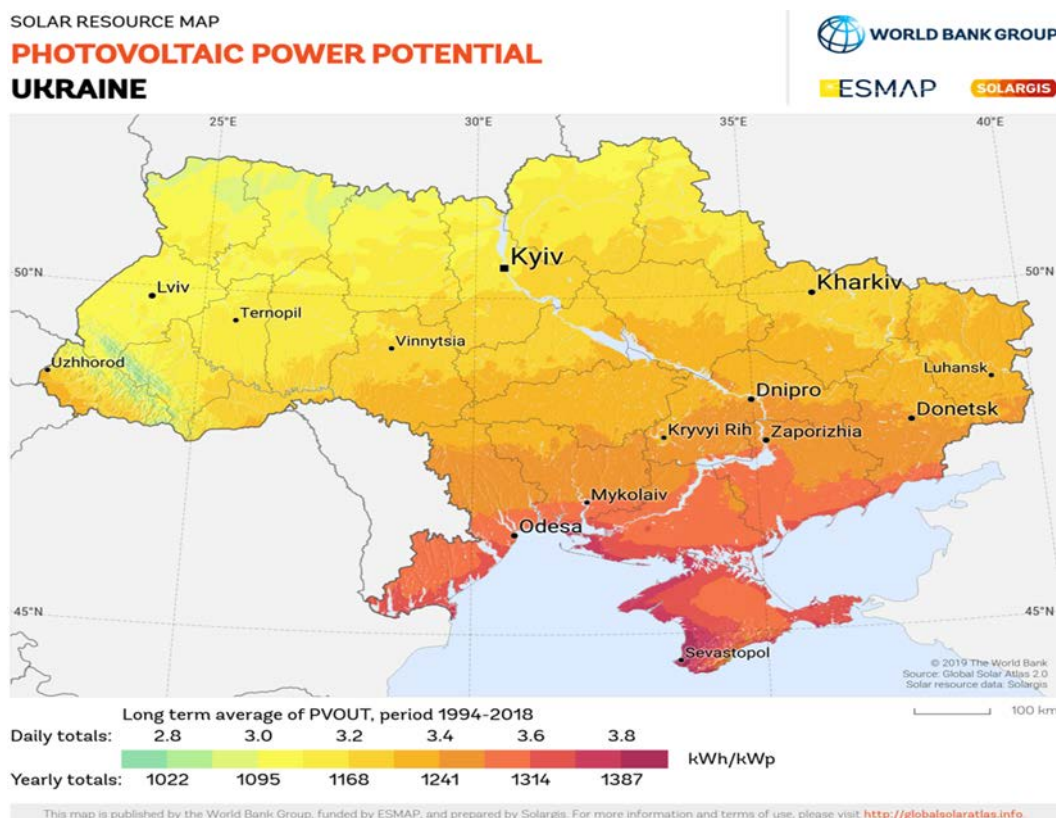 SOLAR RESOURCE MAP
PHOTOVOLTAIC POWER POTENTIAL
UKRAINE
WORLD BANK GROUP
ESMAP
SOLARGIS
25°E 30°E 35°E 40°E
50°N
50°N
Kyiv
Kharkiv
Lviv
Ternopil
Vinnytsia
Uzhhorod
Luhansk
Dnipro
Donetsk
Kryvyi Rih
Zaporizhia
Mykolaiv
Odesa
45°N
45°N
Sevastopol
© 2019 The World Bank
Source: Global Solar Atlas 2.0
Solar resource data: Solargis
100 km
Long term average of PVOUT, period 1994-2018
Daily totals: 2.8 3.0 3.2 3.4 3.6 3.8
kWh/kWp
Yearly totals: 1022 1095 1168 1241 1314 1387
This map is published by the World Bank Group, funded by ESMAP, and prepared by Solargis. For more information and terms of use, please visit http://globalsolaratlas.info.